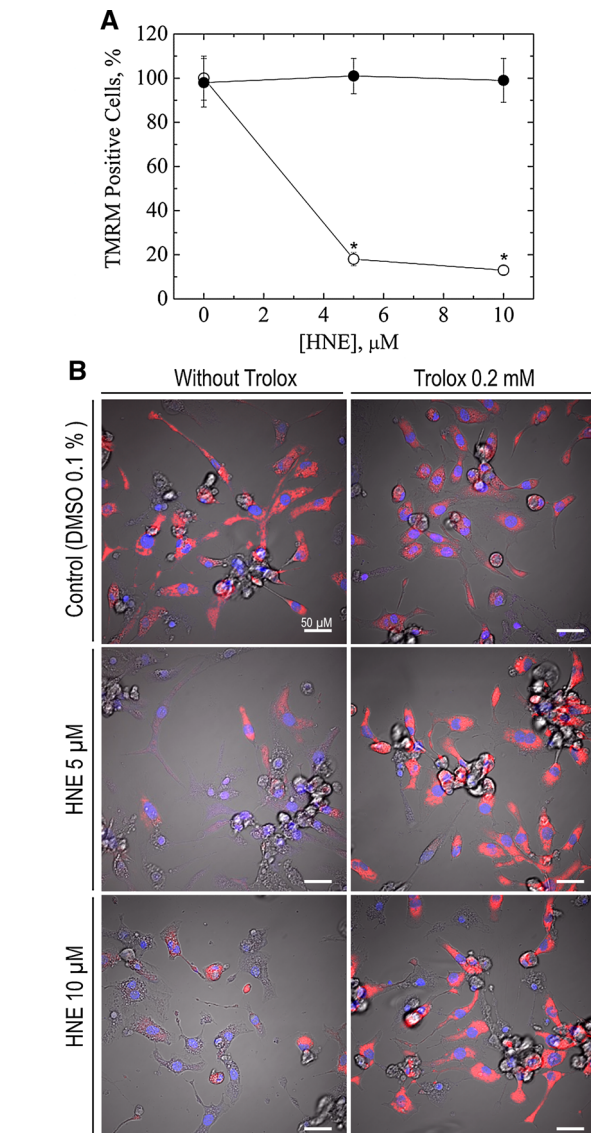 A
120
100
80
60
40
20
0
TMRM Positive Cells, %
*
*
0 2 4 6 8 10
[HNE], µM
B
Without Trolox Trolox 0.2 mM
Control (DMSO 0.1 % )
50 µM
HNE 5 µM
HNE 10 µM